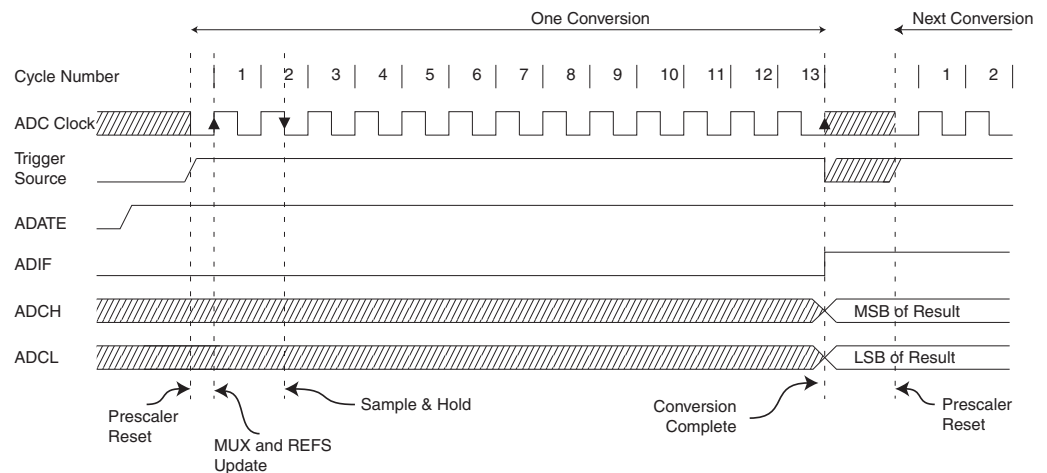 One Conversion Next Conversion
Cycle Number 1 2 3 4 5 6 7 8 9 10 11 12 13 1 2
ADC Clock
Trigger
Source
ADATE
ADIF
ADCH MSB of Result
ADCL LSB of Result
Prescaler
Reset
MUX and REFS
Update
Sample & Hold
Conversion
Complete
Prescaler
Reset